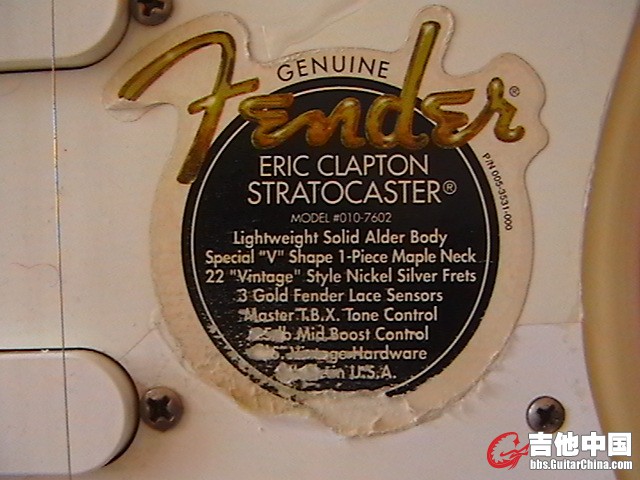 GENUINE
Fender®
ERIC CLAPTON
STRATOCASTER®
MODEL #010-7602
Lightweight Solid Alder Body
Special "V" Shape 1-Piece Maple Neck
22 "Vintage" Style Nickel Silver Frets
3 Gold Fender Lace Sensors
Master T.B.X. Tone Control
Mid Boost Control
Vintage Hardware
in U.S.A.
P/N 005-3531-000
吉他中国
bbs.GuitarChina.com